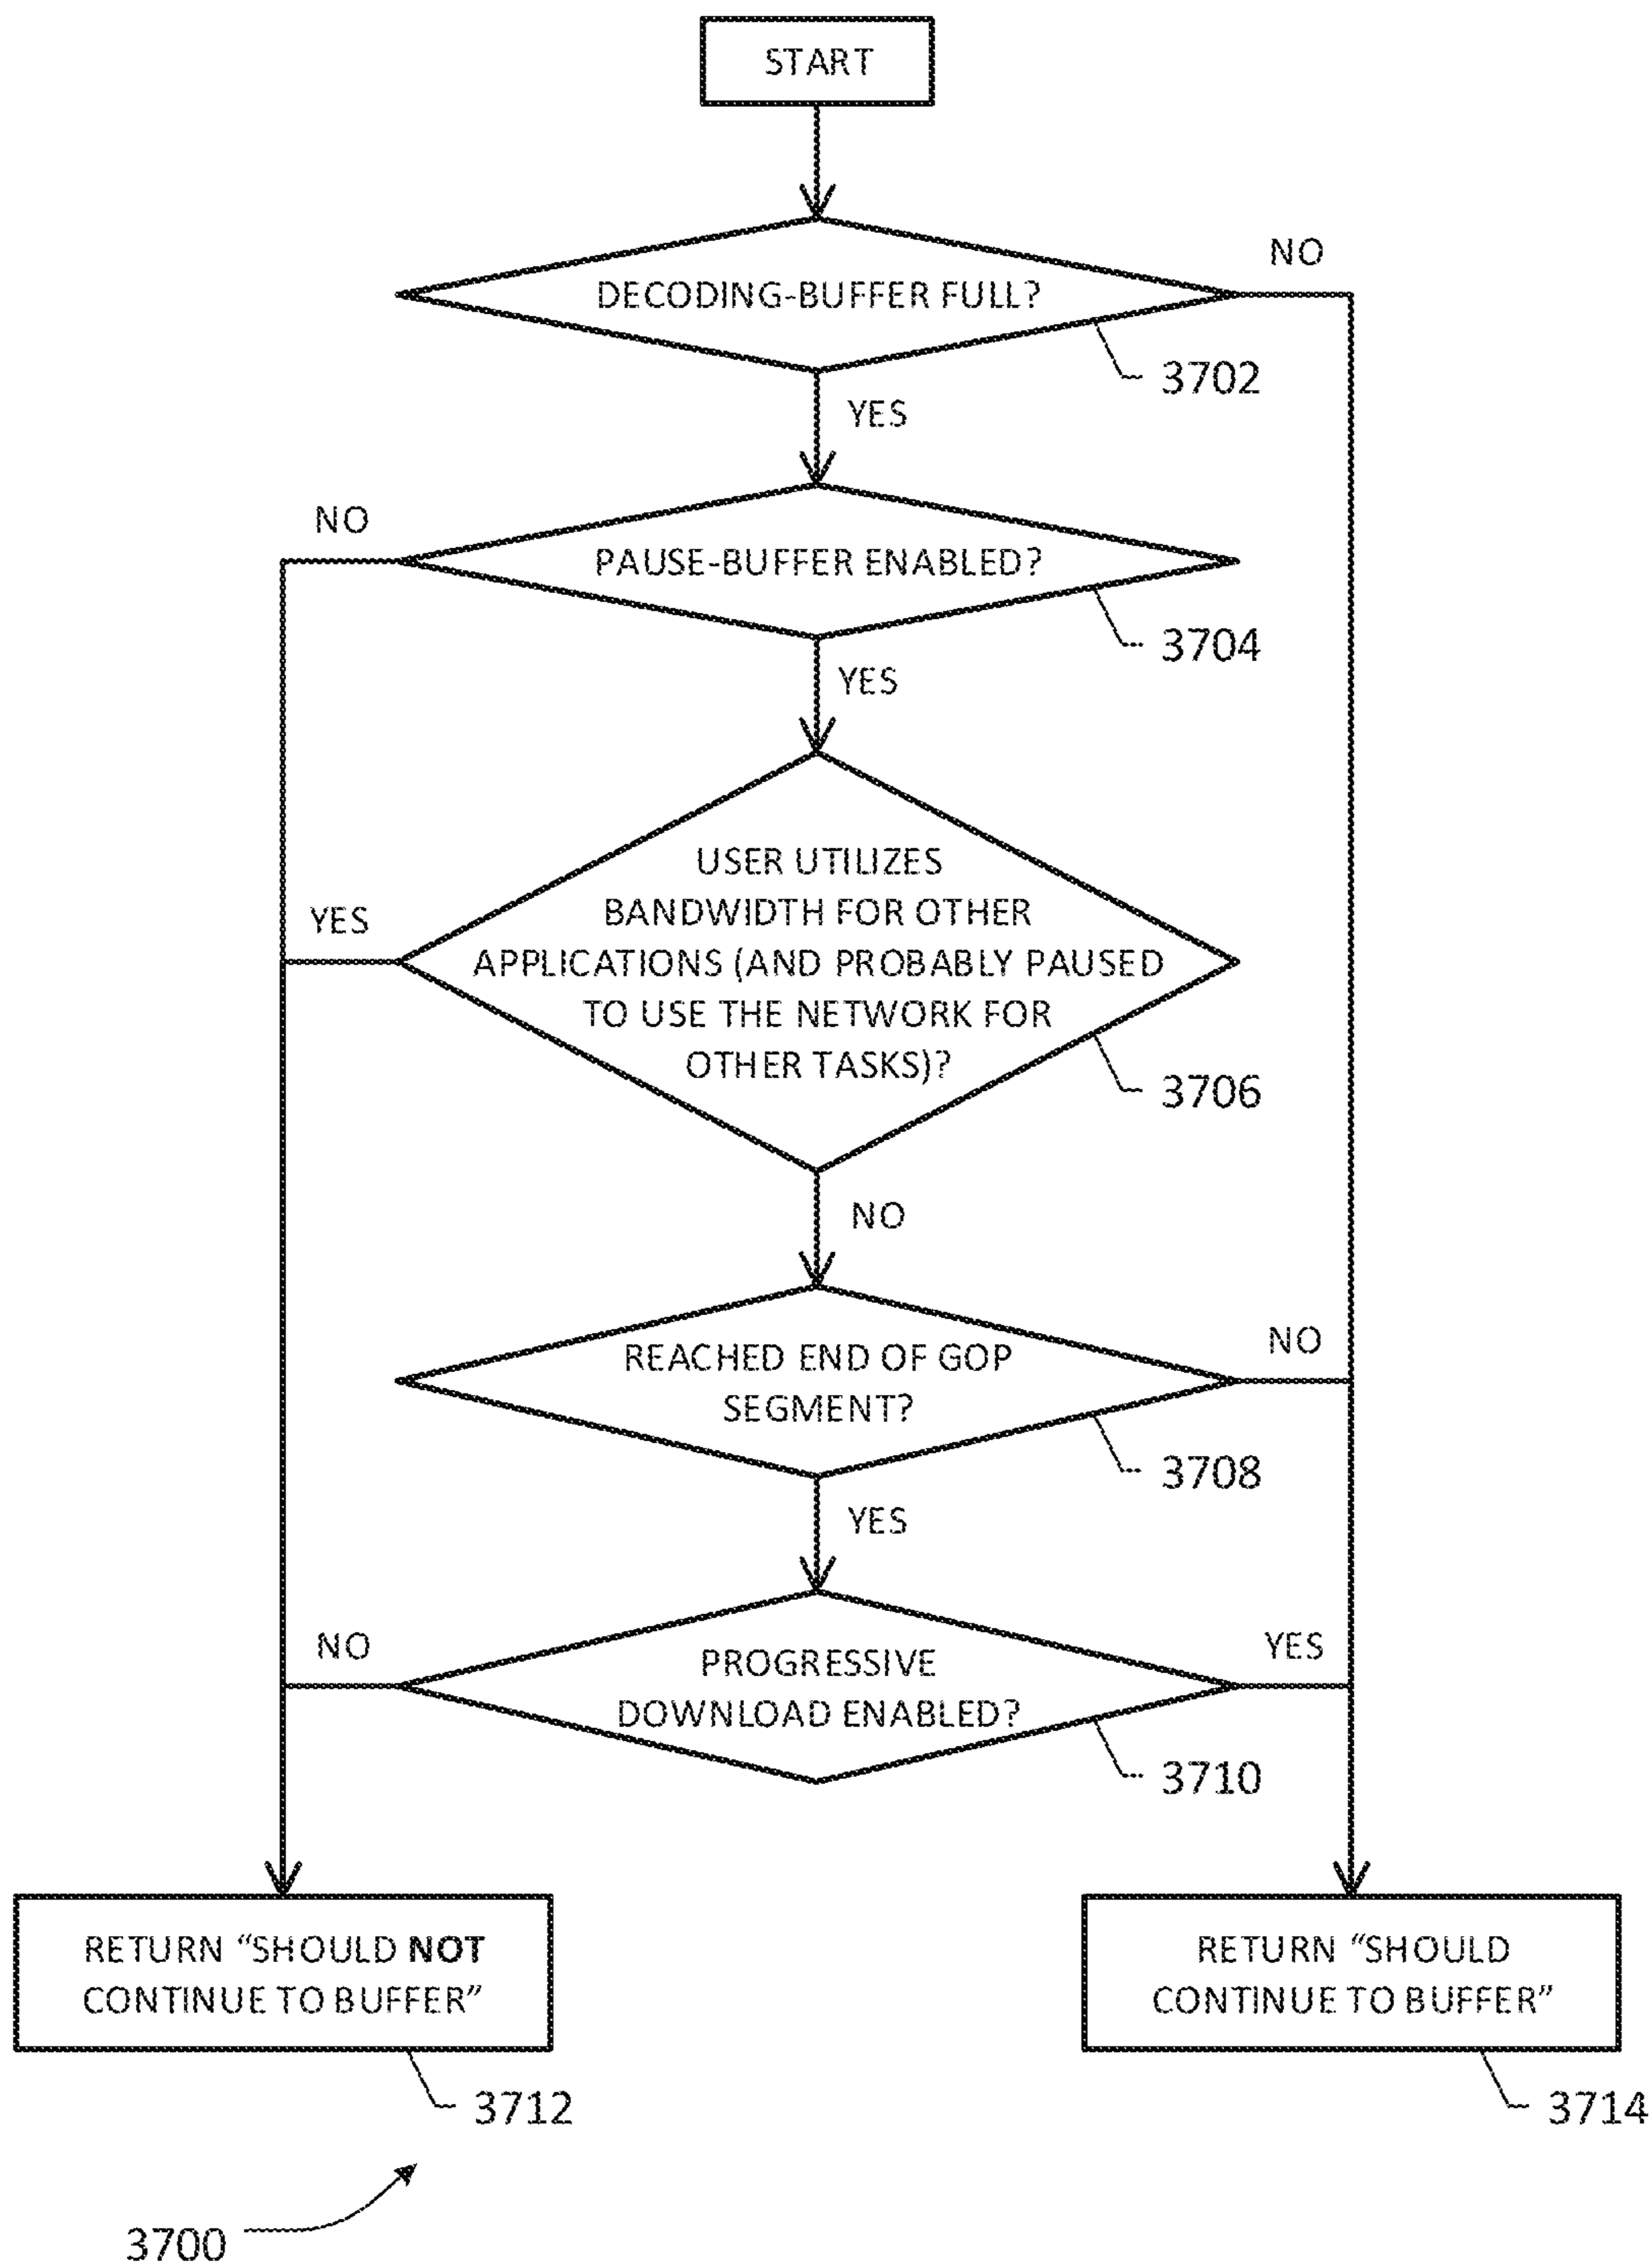 START
NO
DECODING-BUFFER FULL?
3702
YES
NO
PAUSE-BUFFER ENABLED?
3704
YES
USER UTILIZES
YES
BANDWIDTH FOR OTHER
APPLICATIONS (AND PROBABLY PAUSED
TO USE THE NETWORK FOR
OTHER TASKS)?
3706
NO
NO
REACHED END OF GOP
SEGMENT?
3708
YES
NO
YES
PROGRESSIVE
DOWNLOAD ENABLED?
3710
RETURN “SHOULD NOT
CONTINUE TO BUFFER”
RETURN “SHOULD
CONTINUE TO BUFFER”
3712
3714
3700